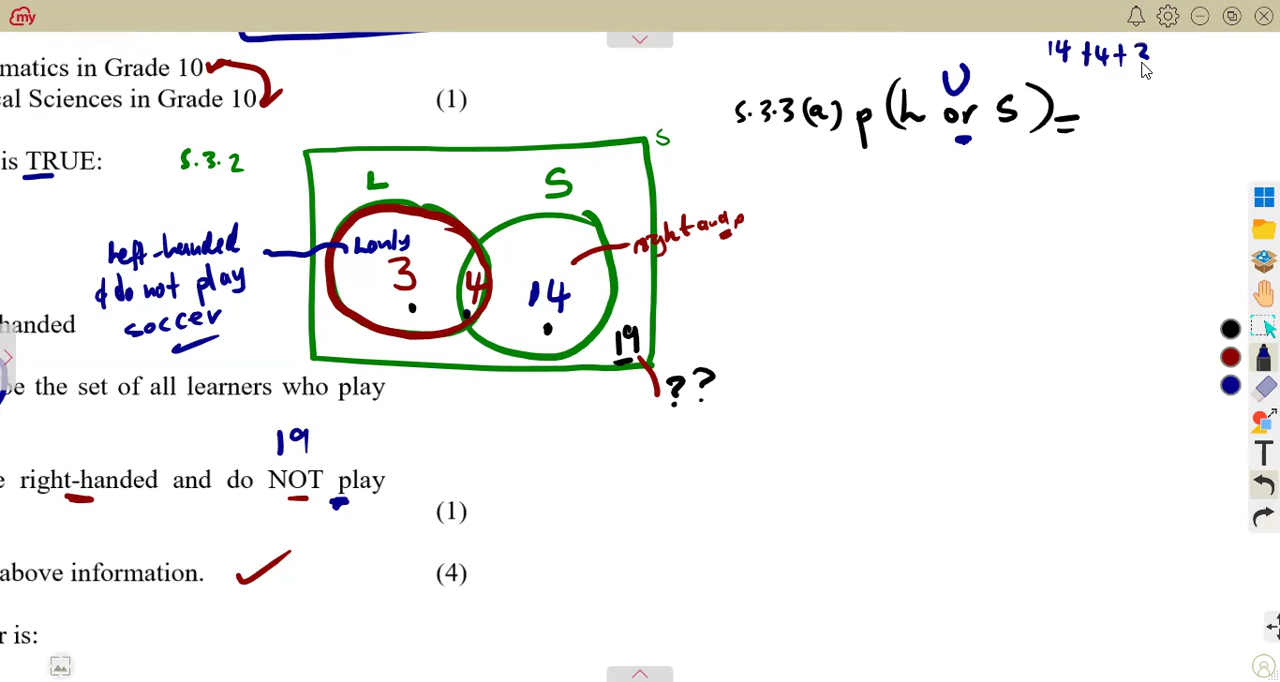 my
matics in Grade 10
cal Sciences in Grade 10 (1)
is TRUE:
5.3.2
S
L
S
honly
3
4
14
19
??
right and p
Left-handed
& do not play
soccer
handed
be the set of all learners who play
19
e right-handed and do NOT play
(1)
above information. (4)
r is:
14 + 4 + 3
U
5.3.3 (a) p (h or S) =
T